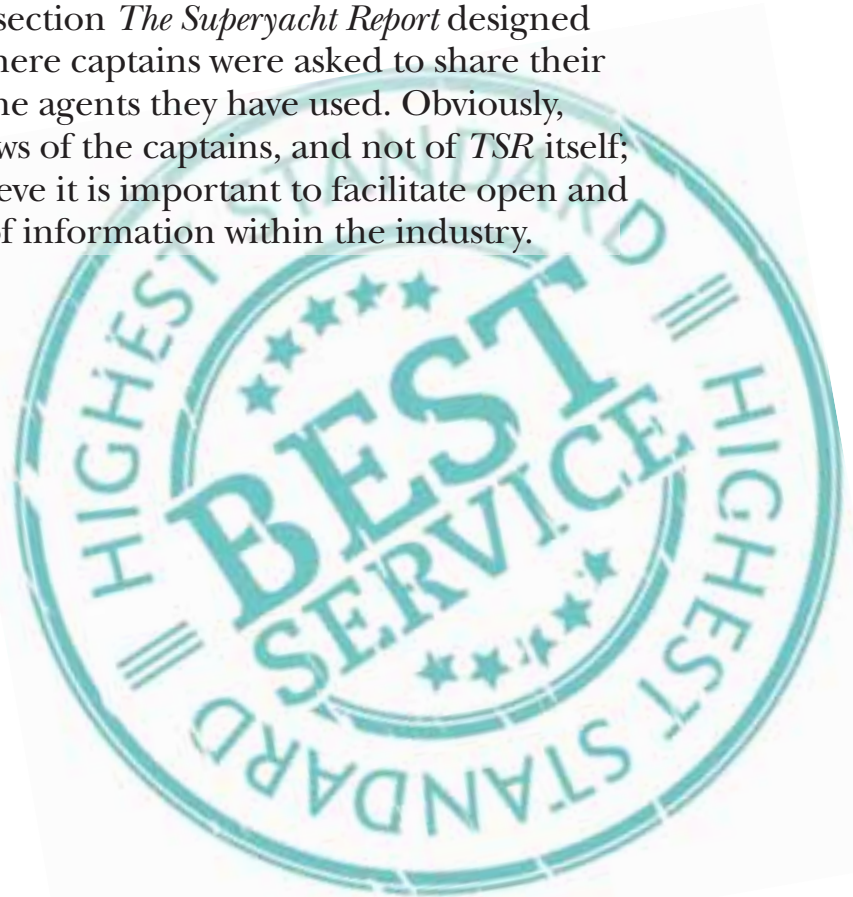 section The Superyacht Report designed
here captains were asked to share their
he agents they have used. Obviously,
ws of the captains, and not of TSR itself;
eve it is important to facilitate open and
f information within the industry.
HIGHEST STANDARD
BEST
SERVICE
HIGHEST STANDARD